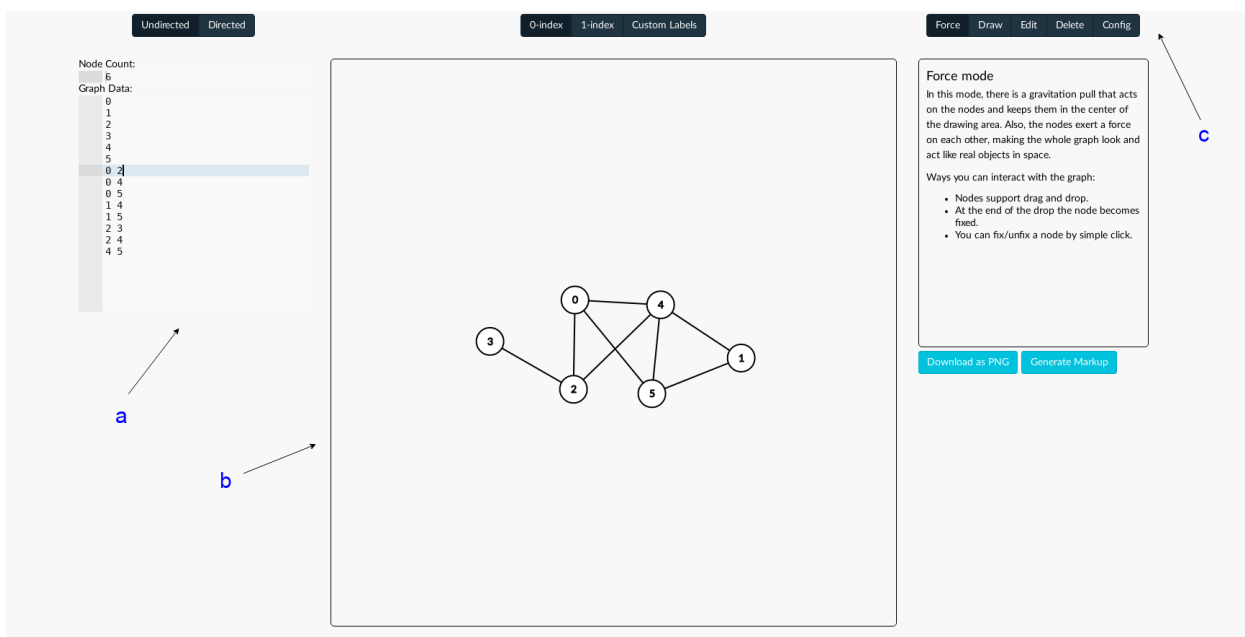 Undirected Directed
0-index 1-index Custom Labels
Force Draw Edit Delete Config
Node Count:
6
Graph Data:
0
1
2
3
4
5
0 2
0 4
0 5
1 4
1 5
2 3
2 4
4 5
a
b
0
4
3
1
2
5
Force mode
In this mode, there is a gravitation pull that acts
on the nodes and keeps them in the center of
the drawing area. Also, the nodes exert a force
on each other, making the whole graph look and
act like real objects in space.
Ways you can interact with the graph:
• Nodes support drag and drop.
• At the end of the drop the node becomes
fixed.
• You can fix/unfix a node by simple click.
Download as PNG Generate Markup
c